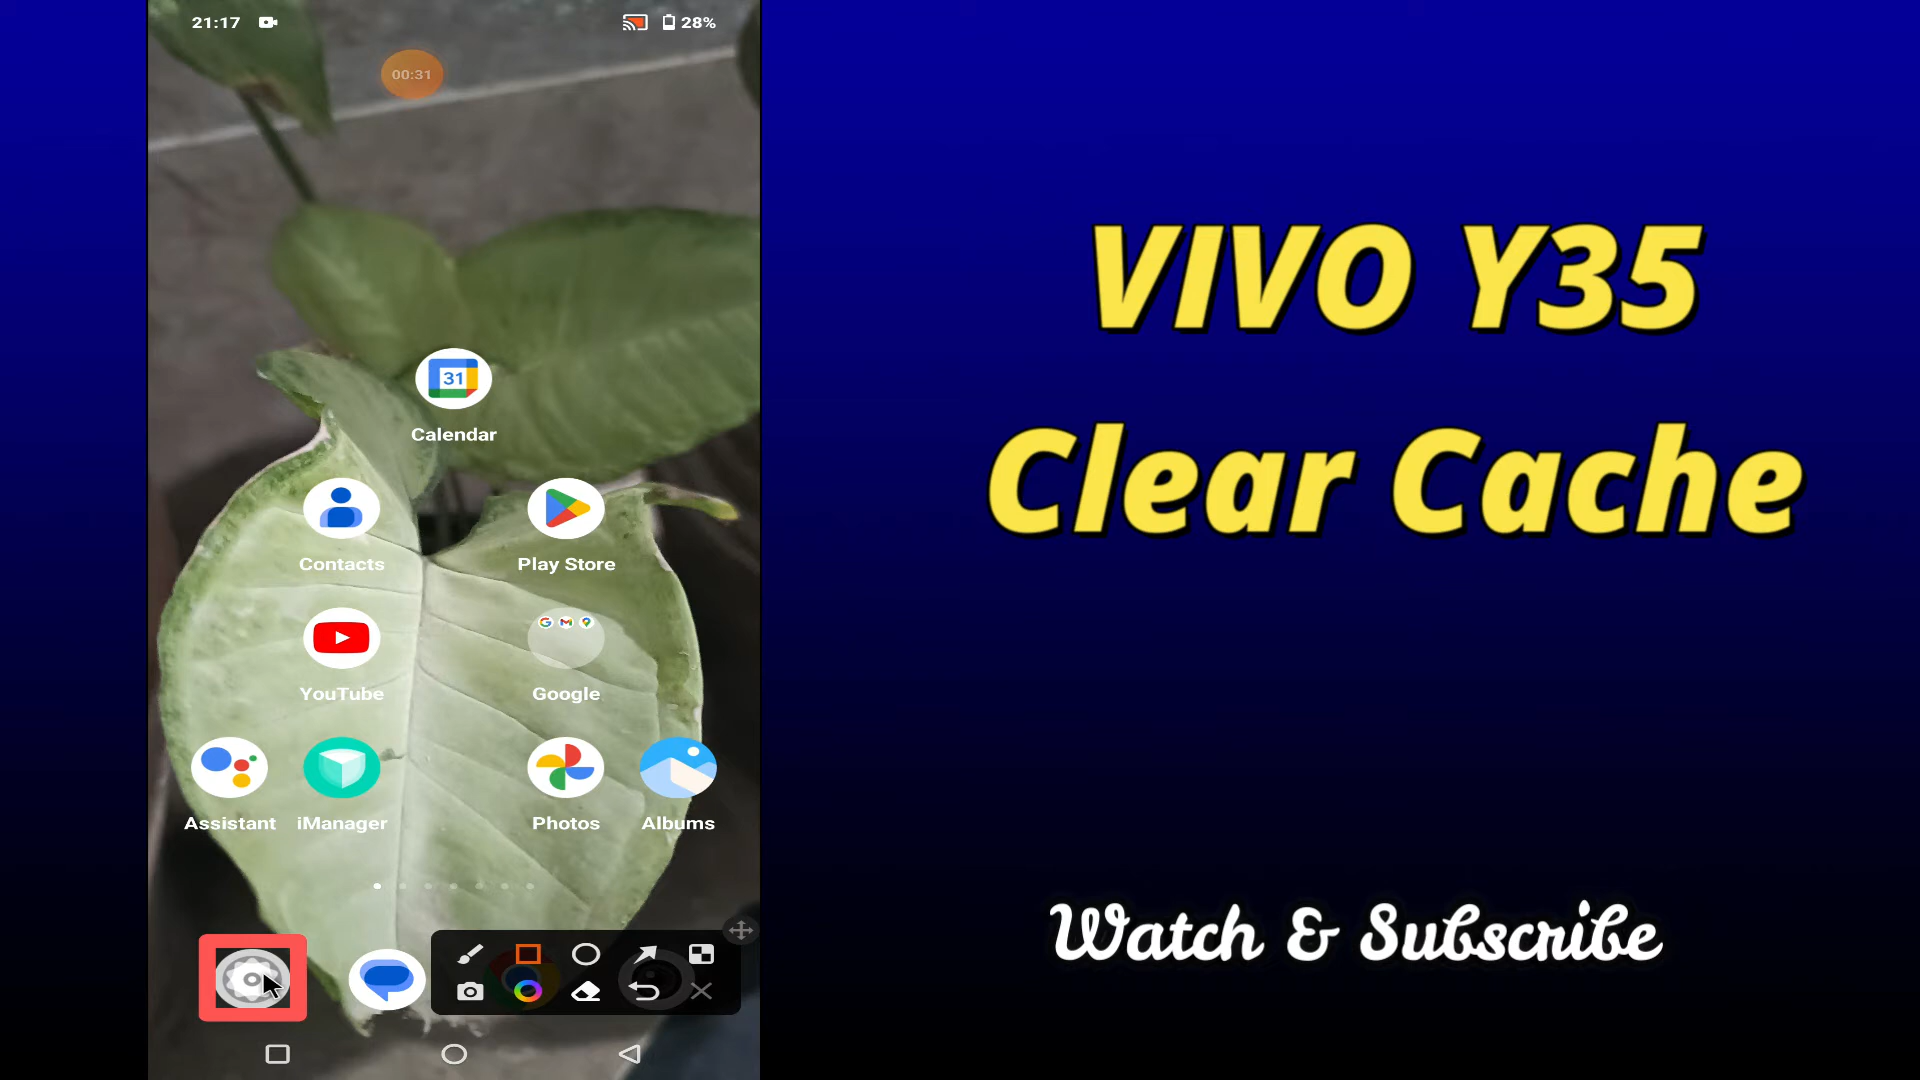 21:17
28%
00:31
31
Calendar
Contacts
Play Store
YouTube
Google
Assistant
iManager
Photos
Albums
VIVO Y35
Clear Cache
Watch & Subscribe